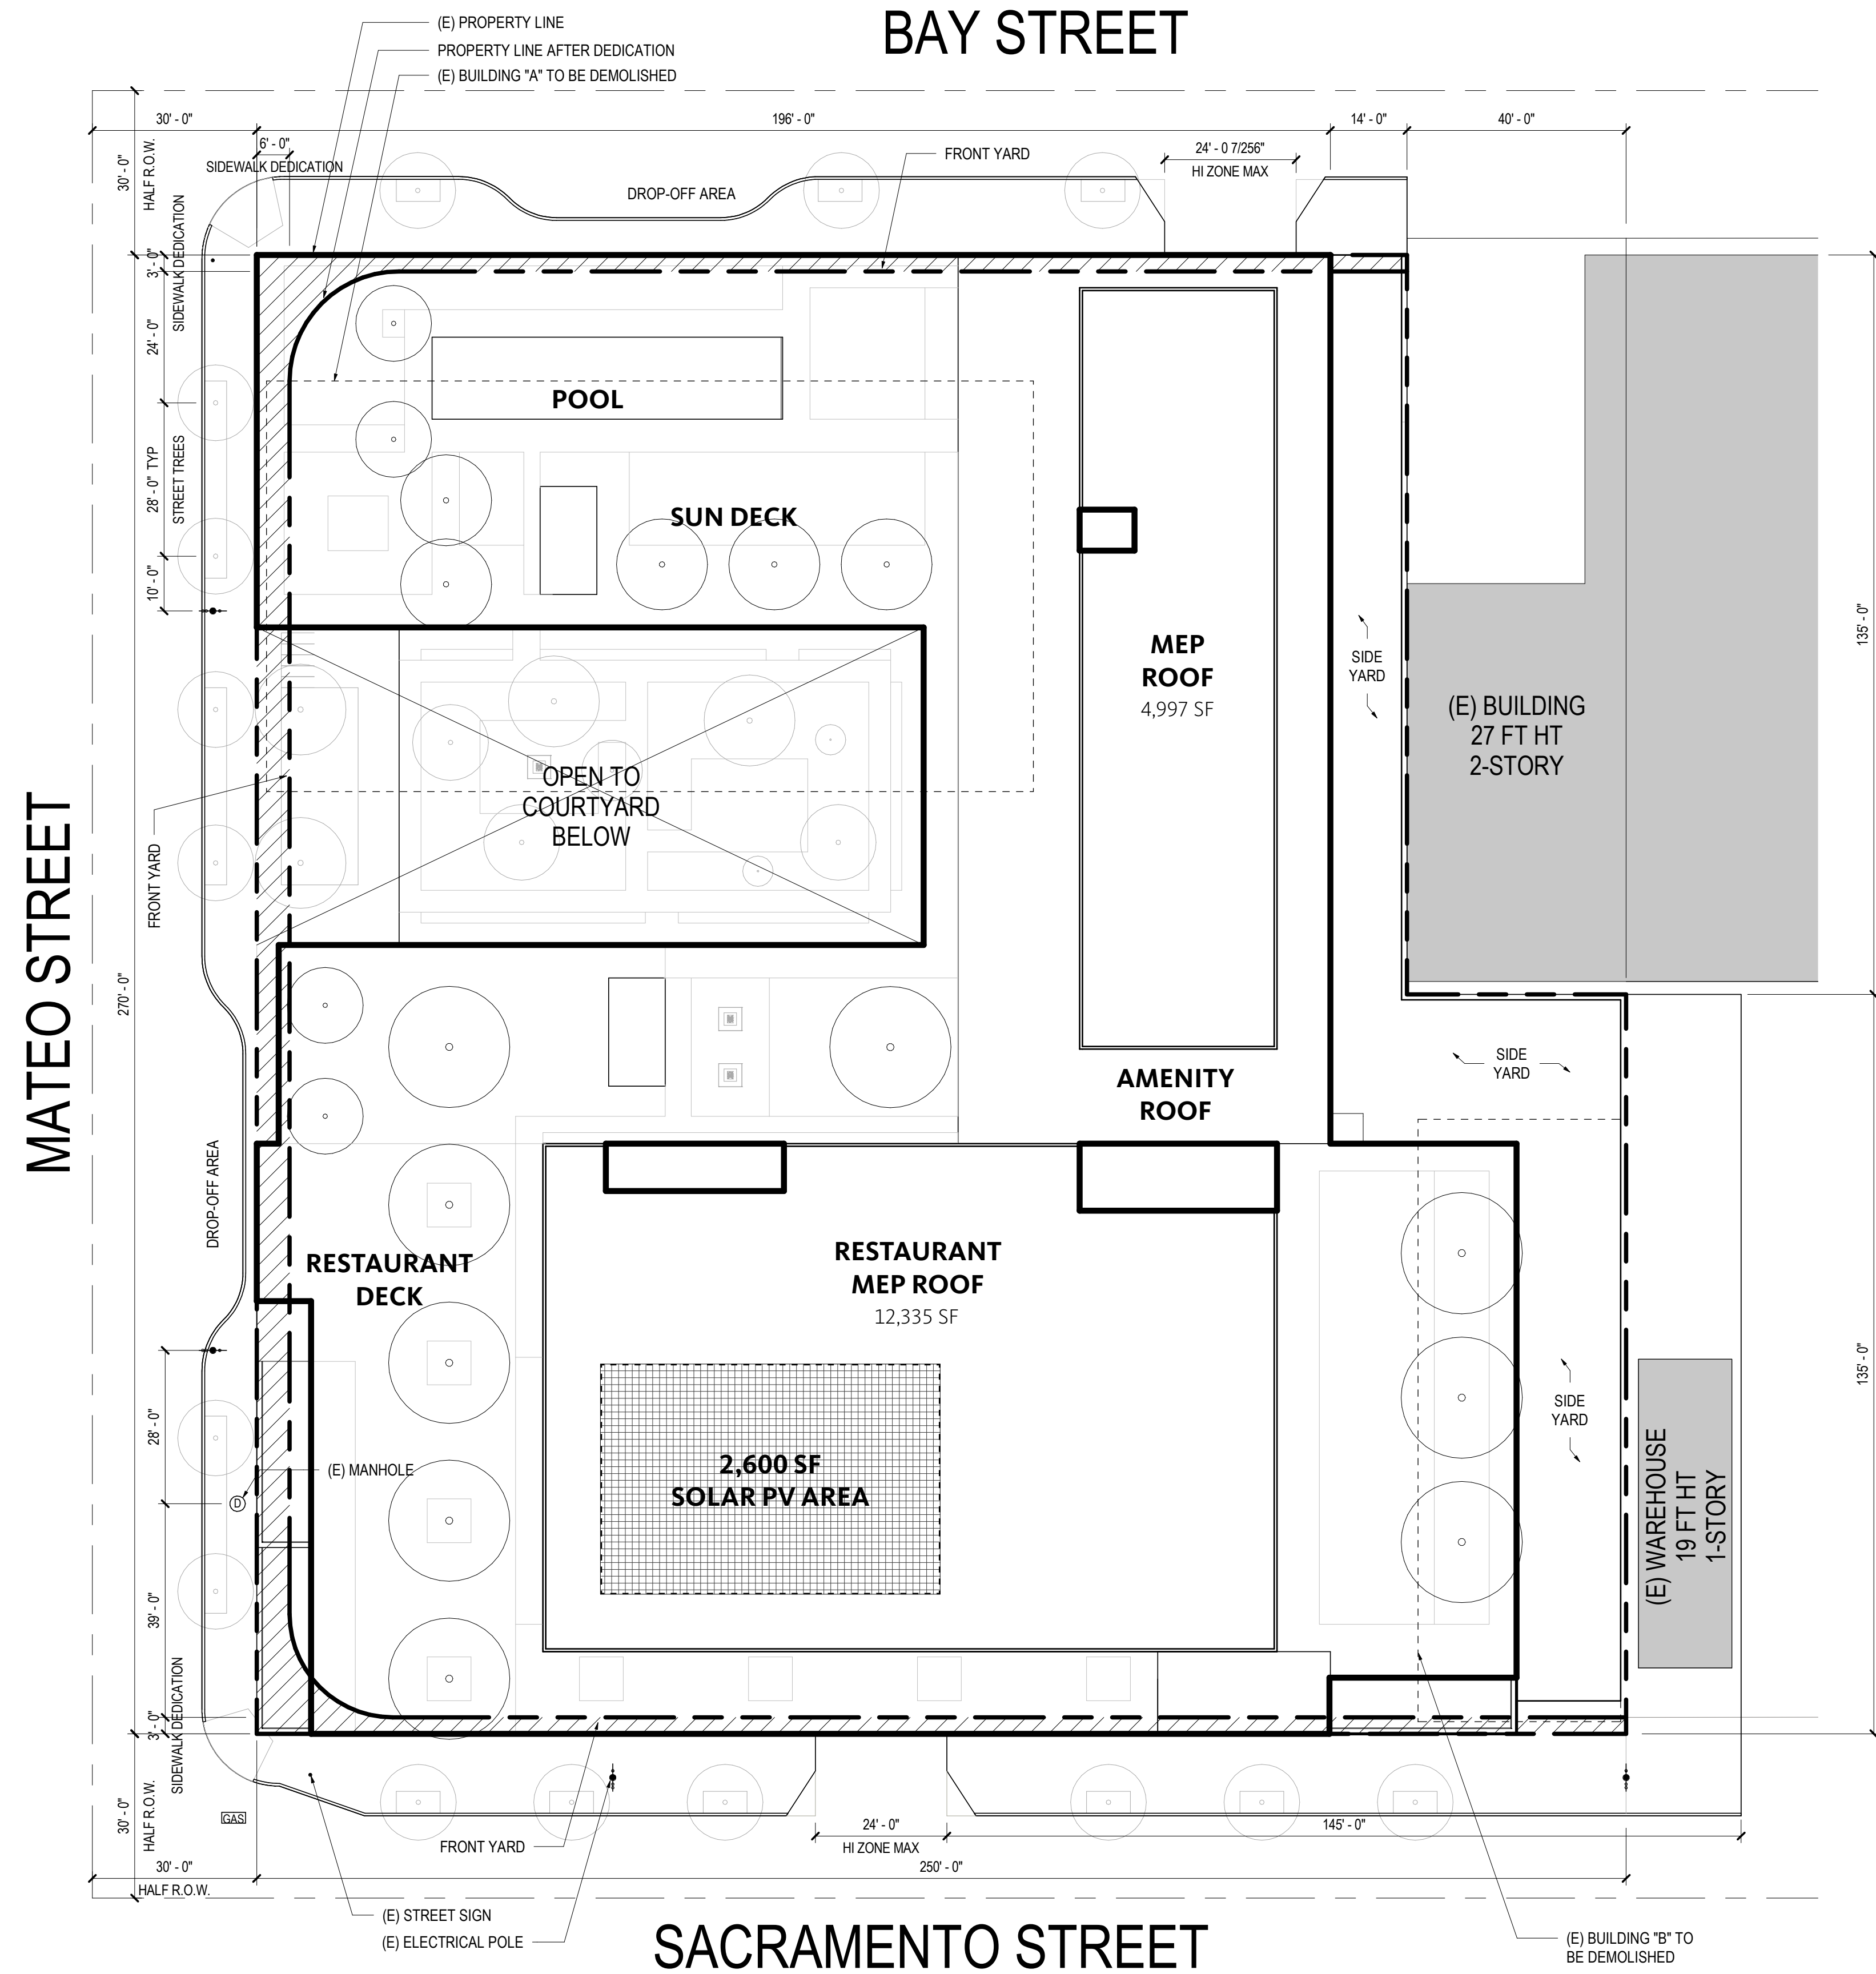 BAY STREET
(E) PROPERTY LINE
PROPERTY LINE AFTER DEDICATION
(E) BUILDING "A" TO BE DEMOLISHED
30' - 0"
196' - 0"
14' - 0"
40' - 0"
6' - 0"
SIDEWALK DEDICATION
24' - 0 7/256"
HI ZONE MAX
FRONT YARD
DROP-OFF AREA
30' - 0"
HALF R.O.W.
3' - 0"
SIDEWALK DEDICATION
24' - 0"
28' - 0" TYP
STREET TREES
10' - 0"
POOL
SUN DECK
MEP
ROOF
4,997 SF
SIDE
YARD
135' - 0"
(E) BUILDING
27 FT HT
2-STORY
OPEN TO
COURTYARD
BELOW
FRONT YARD
MATEO STREET
270' - 0"
SIDE
YARD
AMENITY
ROOF
DROP-OFF AREA
RESTAURANT
DECK
RESTAURANT
MEP ROOF
12,335 SF
SIDE
YARD
135' - 0"
2,600 SF
SOLAR PV AREA
28' - 0"
(E) MANHOLE
D
39' - 0"
(E) WAREHOUSE
19 FT HT
1-STORY
3' - 0"
SIDEWALK DEDICATION
30' - 0"
HALF R.O.W.
GAS
FRONT YARD
24' - 0"
HI ZONE MAX
145' - 0"
30' - 0"
HALF R.O.W.
250' - 0"
(E) STREET SIGN
(E) ELECTRICAL POLE
SACRAMENTO STREET
(E) BUILDING "B" TO
BE DEMOLISHED